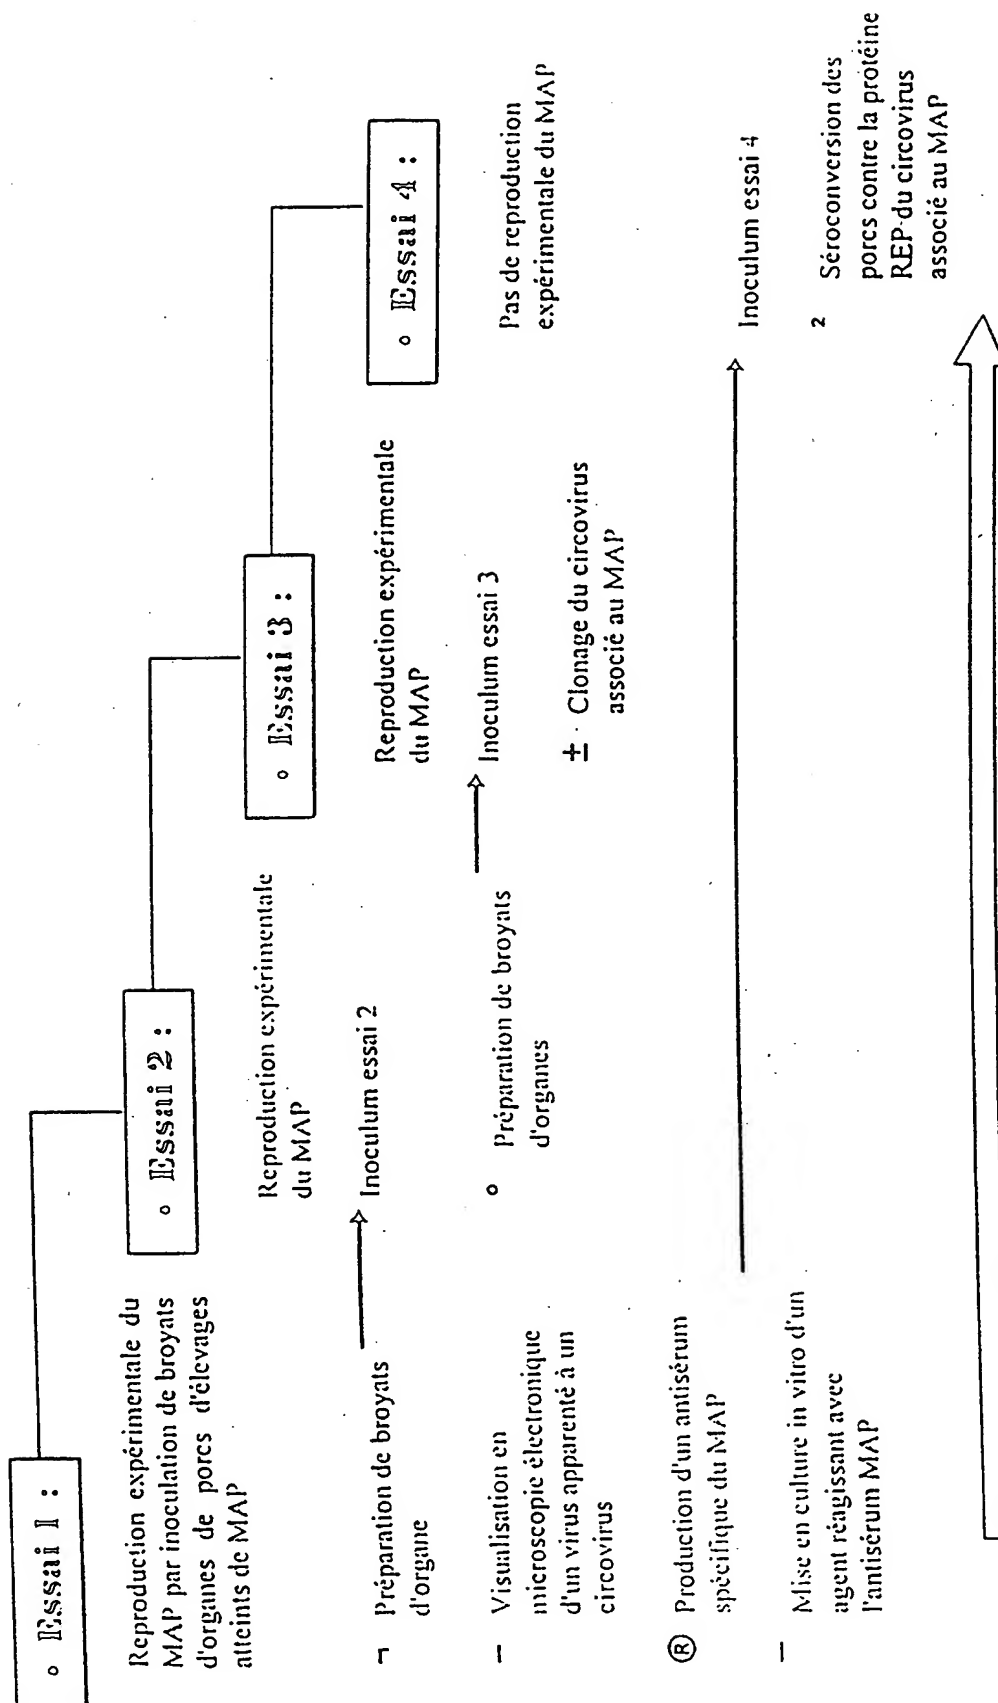 ° Essai 1 :
Reproduction expérimentale du
MAP par inoculation de broyats
d'organes de porcs d'élevages
atteints de MAP
¬ Préparation de broyats
d'organe
– Visualisation en
microscopie électronique
d'un virus apparenté à un
circovirus
® Production d'un antisérum
spécifique du MAP
– Mise en culture in vitro d'un
agent réagissant avec
l'antisérum MAP
° Essai 2 :
Reproduction expérimentale
du MAP
Inoculum essai 2
° Préparation de broyats
d'organes
° Essai 3 :
Reproduction expérimentale
du MAP
Inoculum essai 3
± · Clonage du circovirus
associé au MAP
° Essai 4 :
Pas de reproduction
expérimentale du MAP
Inoculum essai 4
2 Séroconversion des
porcs contre la protéine
REP·du circovirus
associé au MAP